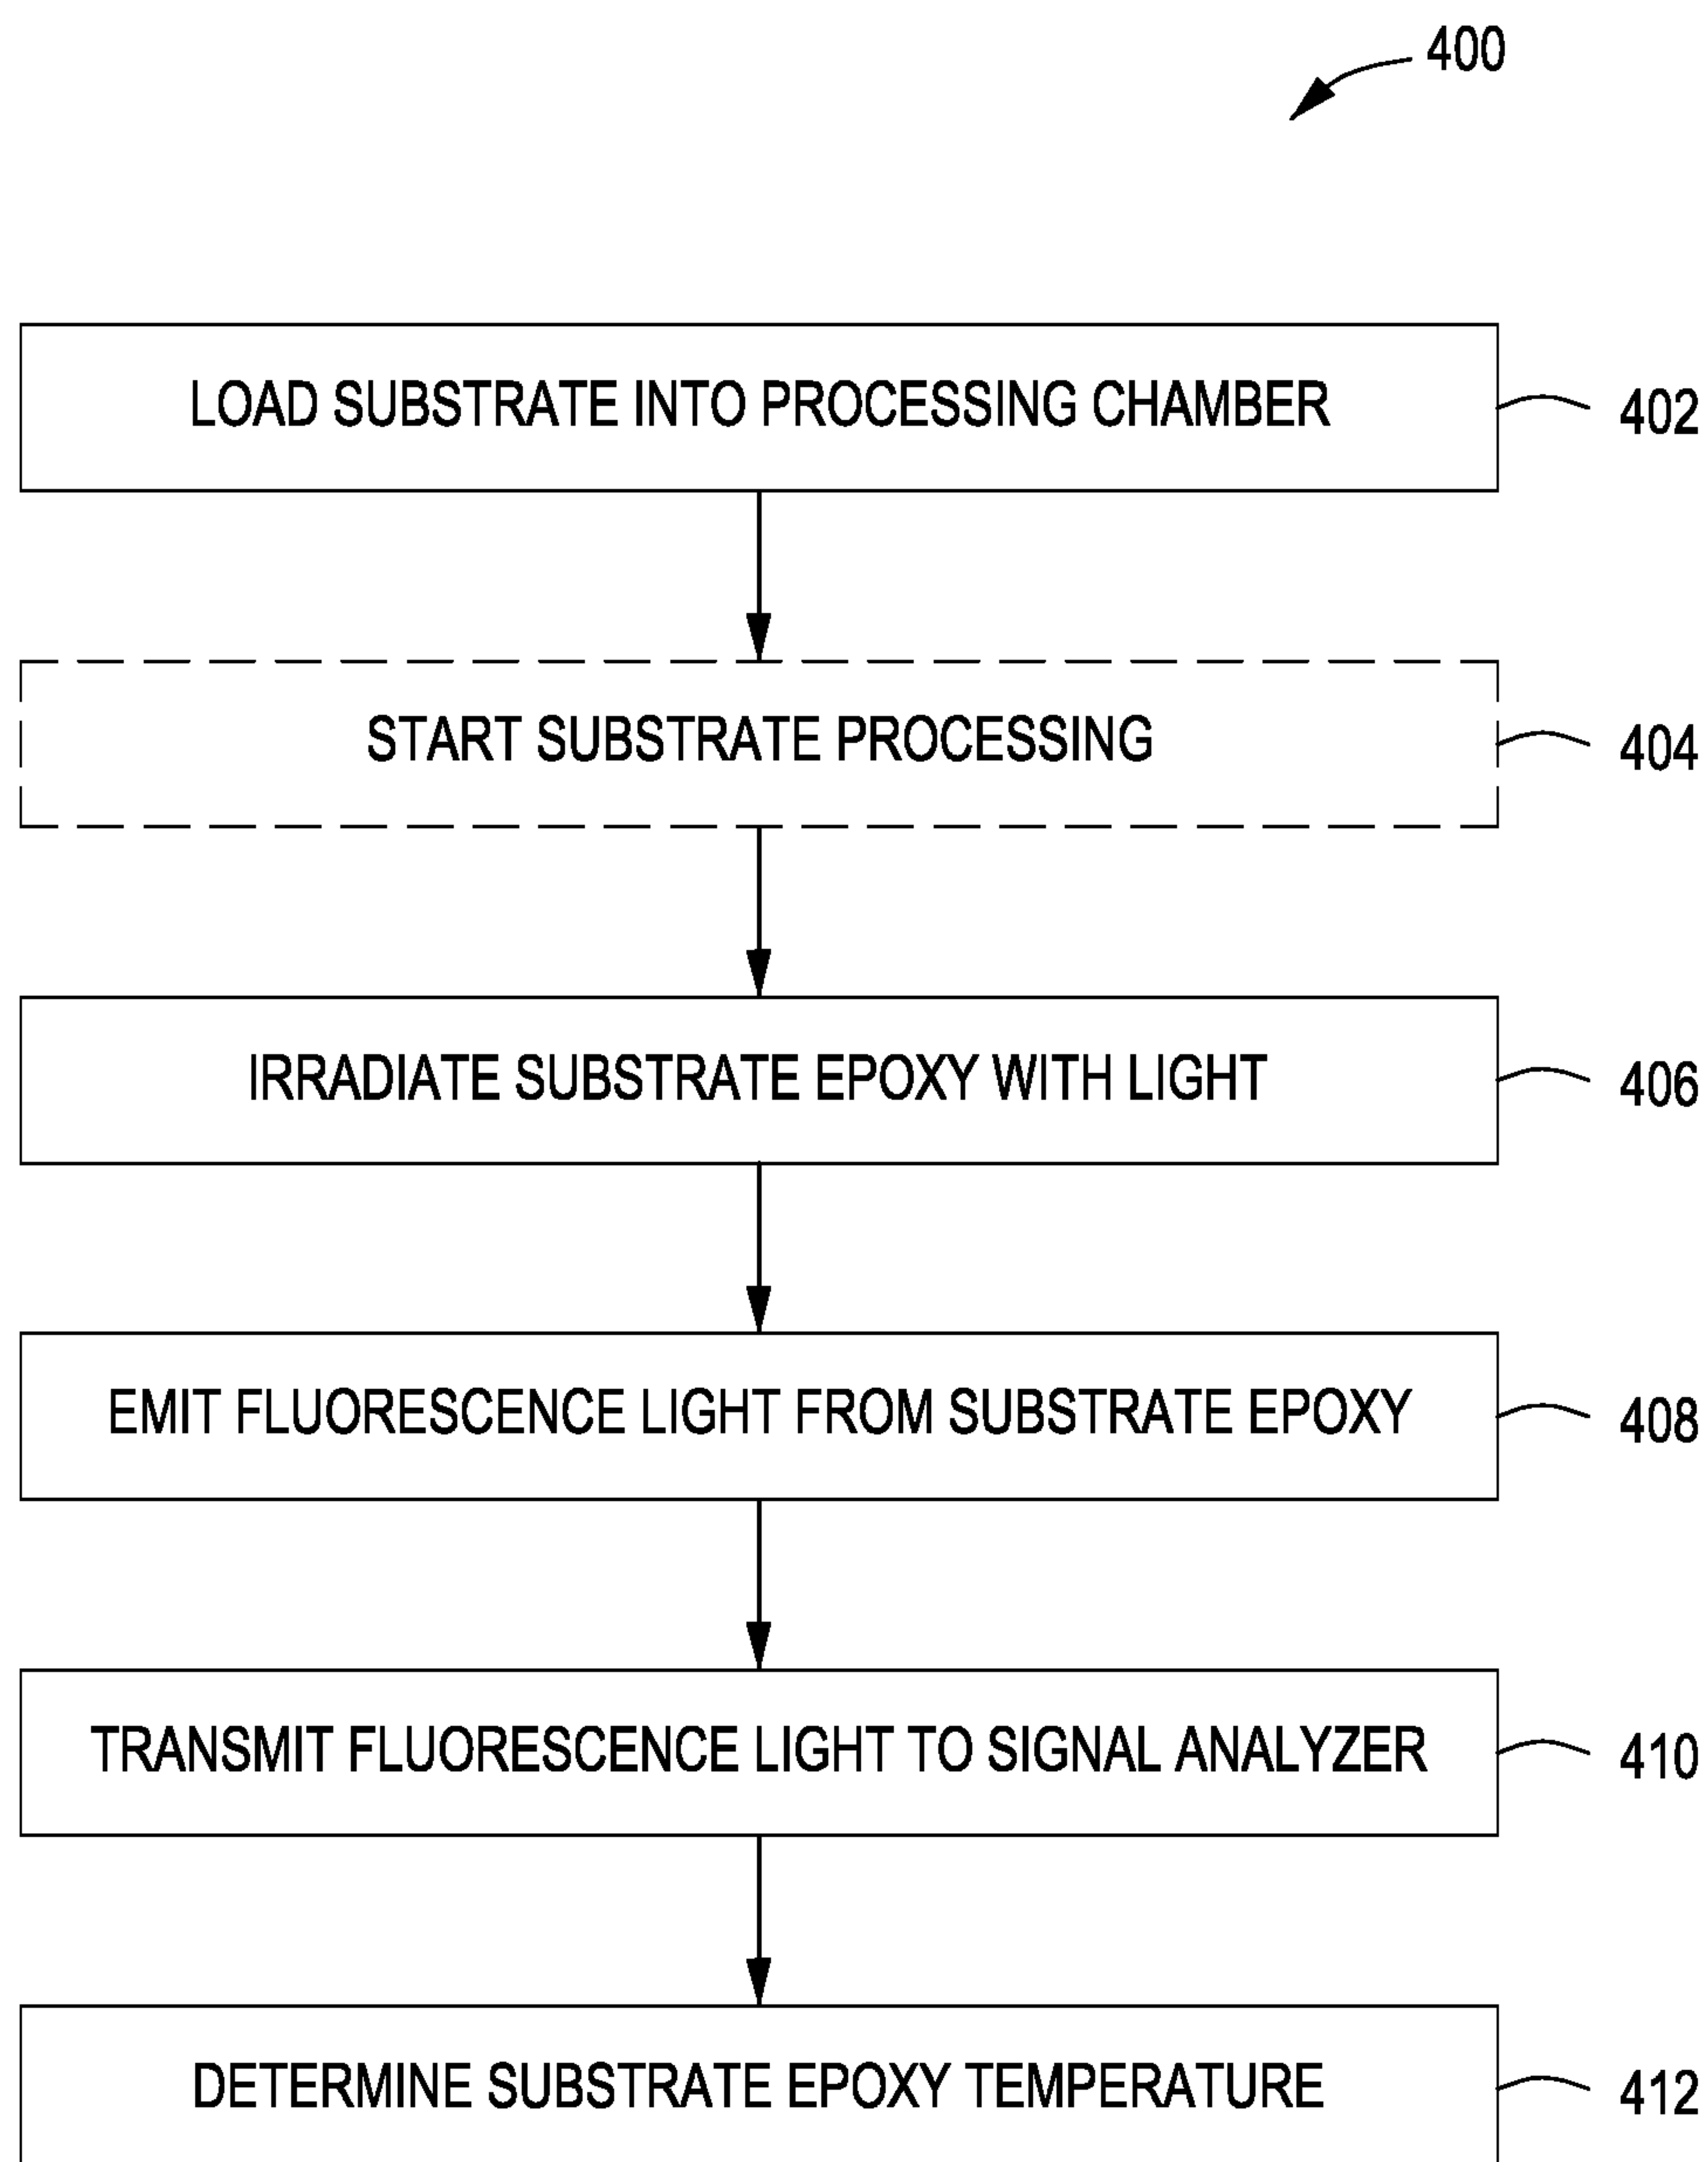 400
LOAD SUBSTRATE INTO PROCESSING CHAMBER
402
START SUBSTRATE PROCESSING
404
IRRADIATE SUBSTRATE EPOXY WITH LIGHT
406
EMIT FLUORESCENCE LIGHT FROM SUBSTRATE EPOXY
408
TRANSMIT FLUORESCENCE LIGHT TO SIGNAL ANALYZER
410
DETERMINE SUBSTRATE EPOXY TEMPERATURE
412